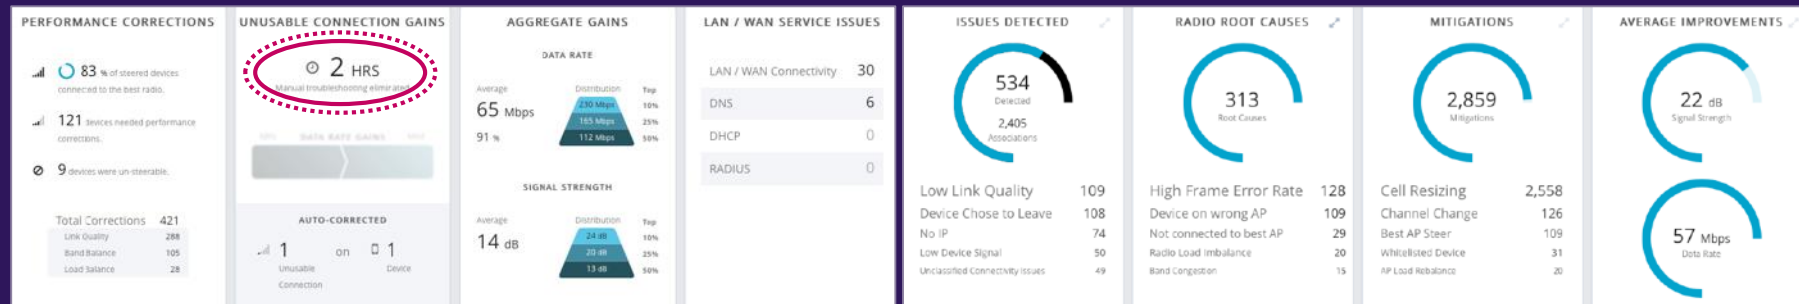 PERFORMANCE CORRECTIONS
83 % of steered devices
connected to the best radio.
121 devices needed performance
corrections.
9 devices were un-steerable.
Total Corrections 421
Link Quality 288
Band Balance 105
Load Balance 28
UNUSABLE CONNECTION GAINS
2 HRS
Manual troubleshooting eliminated
DATA RATE GAINS
AUTO-CORRECTED
1 on 1
Unusable Device
Connection
AGGREGATE GAINS
DATA RATE
Average Distribution Top
65 Mbps 230 Mbps 10%
165 Mbps 25%
91 % 112 Mbps 50%
SIGNAL STRENGTH
Average Distribution Top
14 dB 24 dB 10%
20 dB 25%
13 dB 50%
LAN / WAN SERVICE ISSUES
LAN / WAN Connectivity 30
DNS 6
DHCP 0
RADIUS 0
ISSUES DETECTED
534
Detected
2,405
Associations
Low Link Quality 109
Device Chose to Leave 108
No IP 74
Low Device Signal 50
Unclassified Connectivity Issues 49
RADIO ROOT CAUSES
313
Root Causes
High Frame Error Rate 128
Device on wrong AP 109
Not connected to best AP 29
Radio Load Imbalance 20
Band Congestion 15
MITIGATIONS
2,859
Mitigations
Cell Resizing 2,558
Channel Change 126
Best AP Steer 109
Whitelisted Device 31
AP Load Rebalance 20
AVERAGE IMPROVEMENTS
22 dB
Signal Strength
57 Mbps
Data Rate